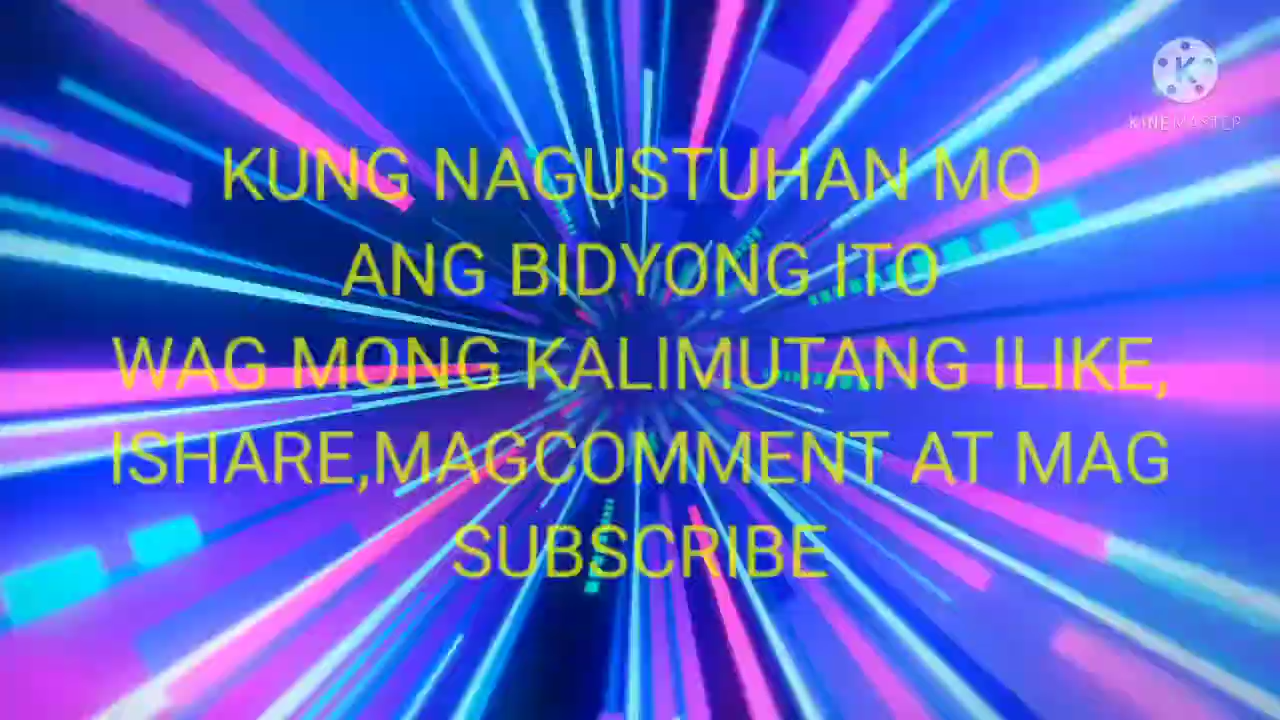 KINEMASTER
KUNG NAGUSTUHAN MO
ANG BIDYONG ITO
WAG MONG KALIMUTANG ILIKE,
ISHARE,MAGCOMMENT AT MAG
SUBSCRIBE